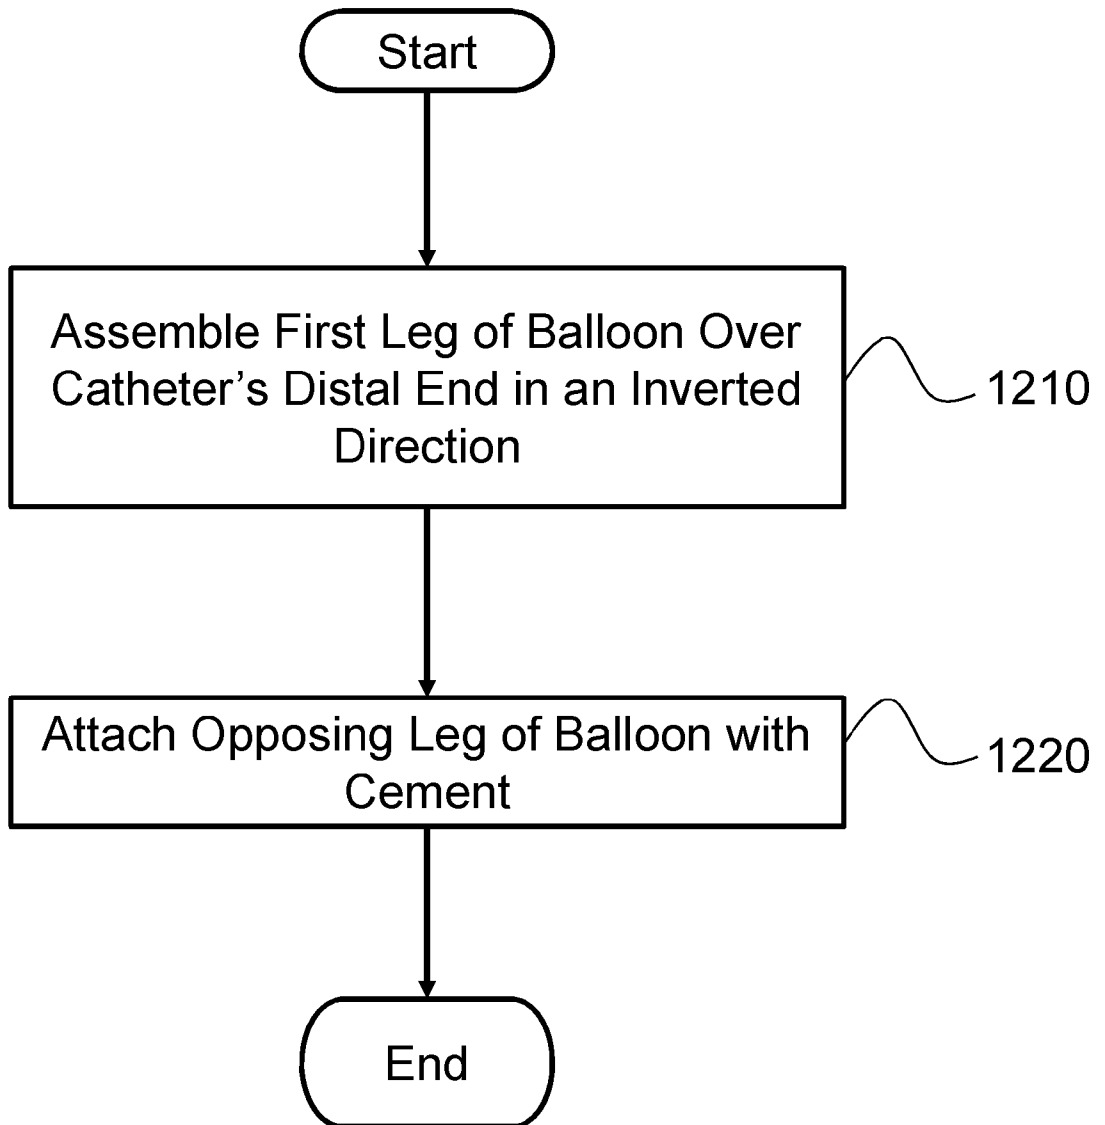 Start
Assemble First Leg of Balloon Over
Catheter’s Distal End in an Inverted
Direction
1210
Attach Opposing Leg of Balloon with
Cement
1220
End